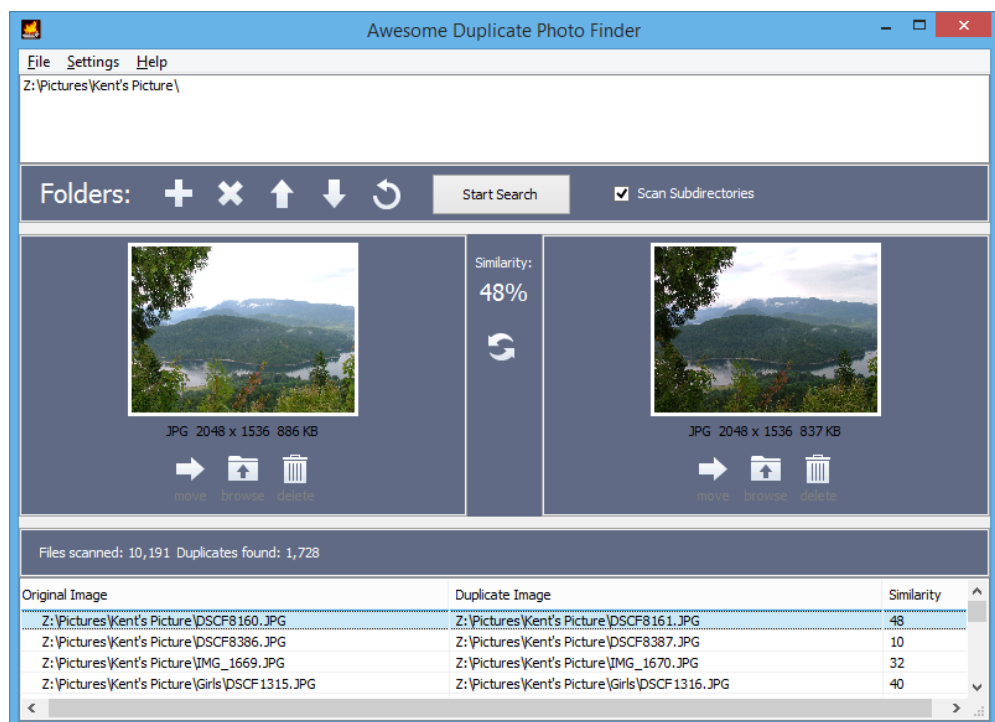 Awesome Duplicate Photo Finder
File Settings Help
Z:\Pictures\Kent's Picture\
Folders: Start Search Scan Subdirectories
Similarity:
48%
JPG 2048 x 1536 886 KB JPG 2048 x 1536 837 KB
move browse delete move browse delete
Files scanned: 10,191 Duplicates found: 1,728
Original Image Duplicate Image Similarity
Z:\Pictures\Kent's Picture\DSCF8160.JPG Z:\Pictures\Kent's Picture\DSCF8161.JPG 48
Z:\Pictures\Kent's Picture\DSCF8386.JPG Z:\Pictures\Kent's Picture\DSCF8387.JPG 10
Z:\Pictures\Kent's Picture\IMG_1669.JPG Z:\Pictures\Kent's Picture\IMG_1670.JPG 32
Z:\Pictures\Kent's Picture\Girls\DSCF1315.JPG Z:\Pictures\Kent's Picture\Girls\DSCF1316.JPG 40